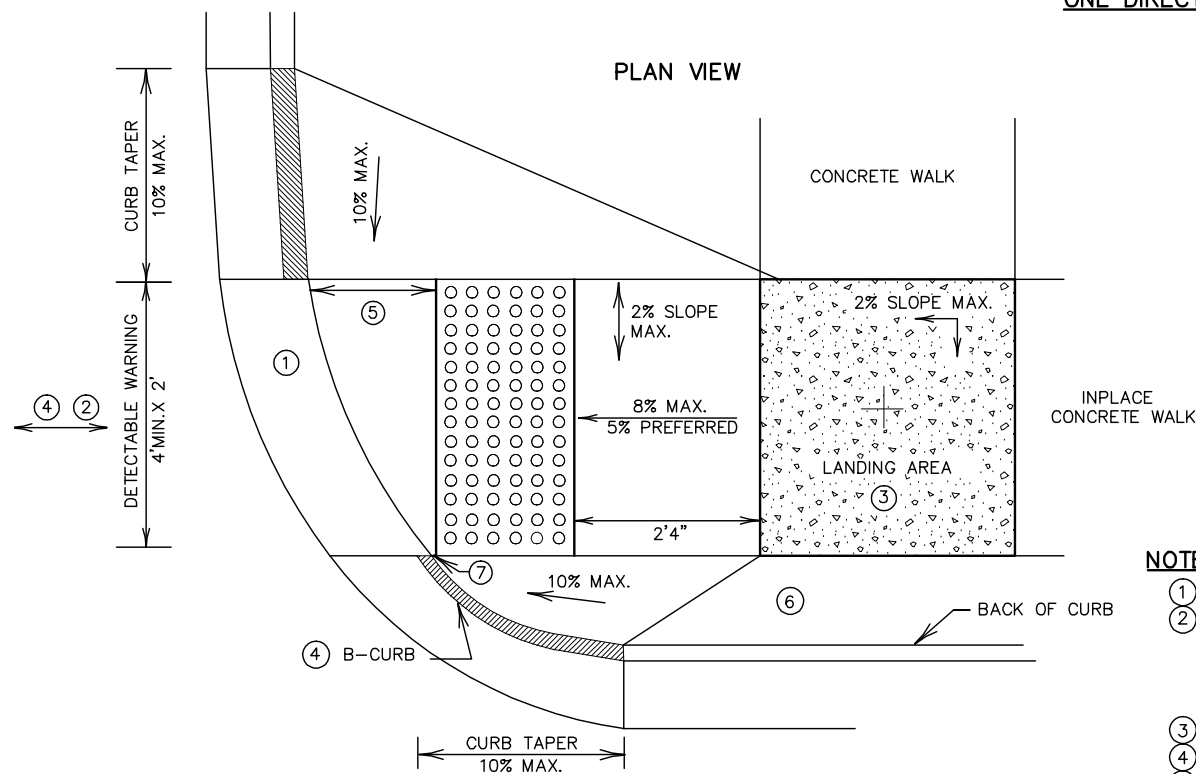 ONE DIRECT
PLAN VIEW
CURB TAPER
10% MAX.
10% MAX.
CONCRETE WALK
DETECTABLE WARNING
4'MIN.X 2'
④ ②
①
⑤
2% SLOPE
MAX.
2% SLOPE MAX.
8% MAX.
5% PREFERRED
INPLACE
CONCRETE WALK
LANDING AREA
③
2'4"
⑦
10% MAX.
⑥
BACK OF CURB
④ B-CURB
CURB TAPER
10% MAX.
NOTE
①
②
③
④